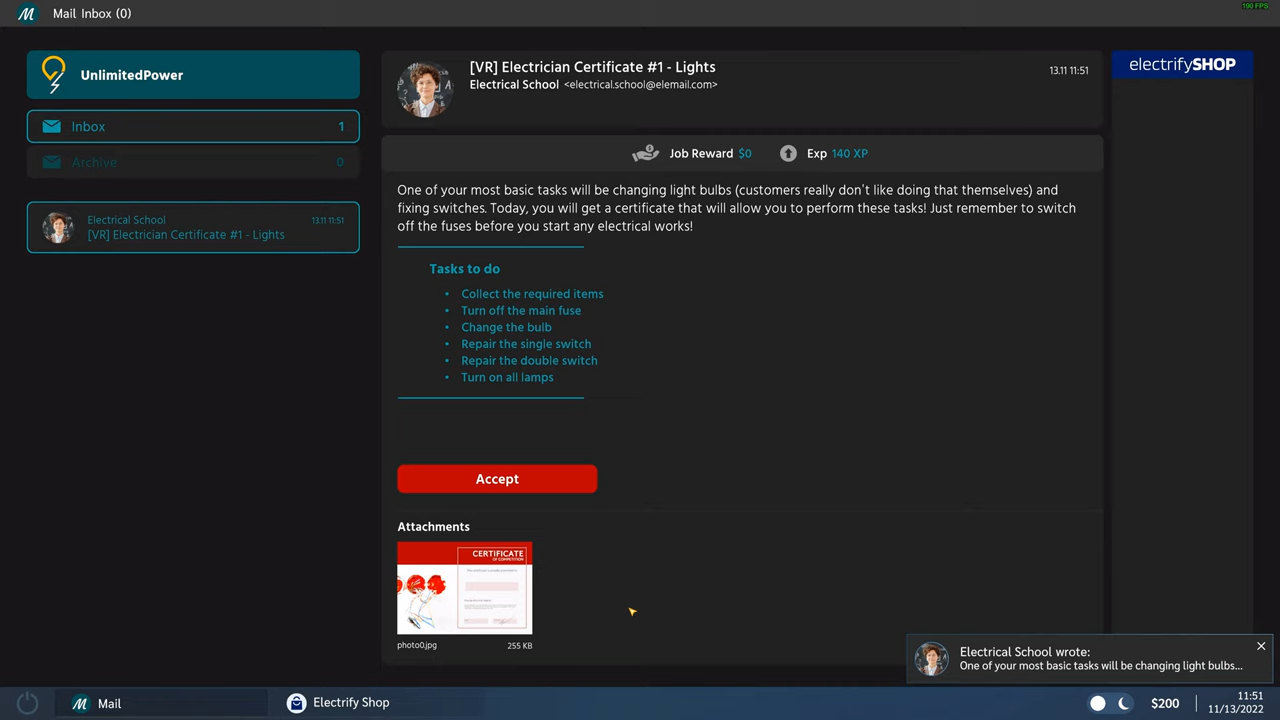 190 FPS
M Mail Inbox (0)
UnlimitedPower
Inbox 1
Archive 0
Electrical School 13.11 11:51
[VR] Electrician Certificate #1 - Lights
[VR] Electrician Certificate #1 - Lights
Electrical School <electrical.school@elemail.com>
13.11 11:51
electrifySHOP
Job Reward $0 Exp 140 XP
One of your most basic tasks will be changing light bulbs (customers really don't like doing that themselves) and
fixing switches. Today, you will get a certificate that will allow you to perform these tasks! Just remember to switch
off the fuses before you start any electrical works!
Tasks to do
• Collect the required items
• Turn off the main fuse
• Change the bulb
• Repair the single switch
• Repair the double switch
• Turn on all lamps
Accept
Attachments
CERTIFICATE
OF COMPETITION
photo0.jpg 255 KB
Electrical School wrote:
One of your most basic tasks will be changing light bulbs...
M Mail
Electrify Shop
$200
11:51
11/13/2022